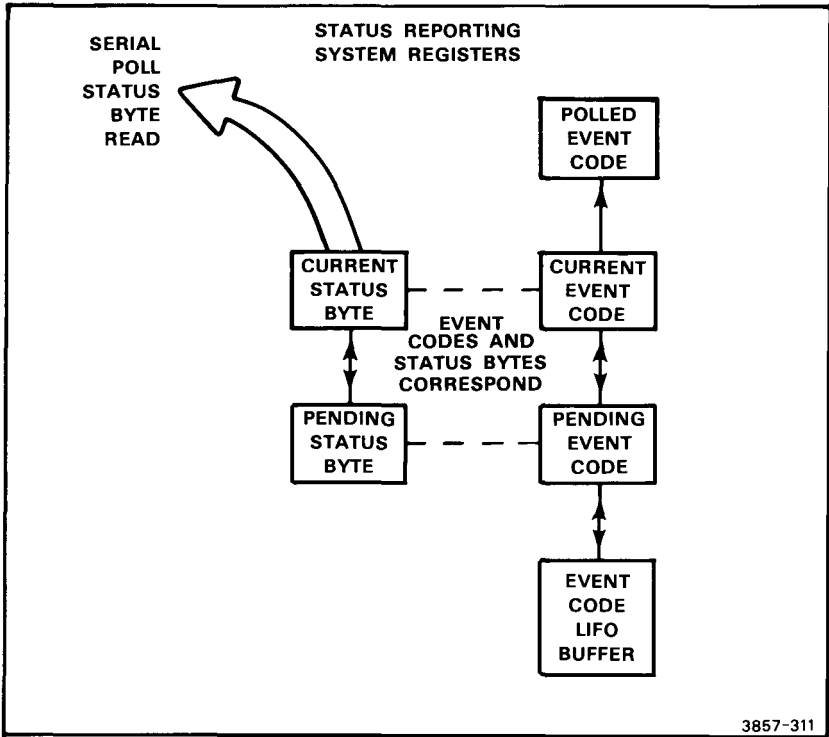 STATUS REPORTING
SYSTEM REGISTERS
SERIAL
POLL
STATUS
BYTE
READ
POLLED
EVENT
CODE
CURRENT
STATUS
BYTE
CURRENT
EVENT
CODE
EVENT
CODES AND
STATUS BYTES
CORRESPOND
PENDING
STATUS
BYTE
PENDING
EVENT
CODE
EVENT
CODE
LIFO
BUFFER
3857-311